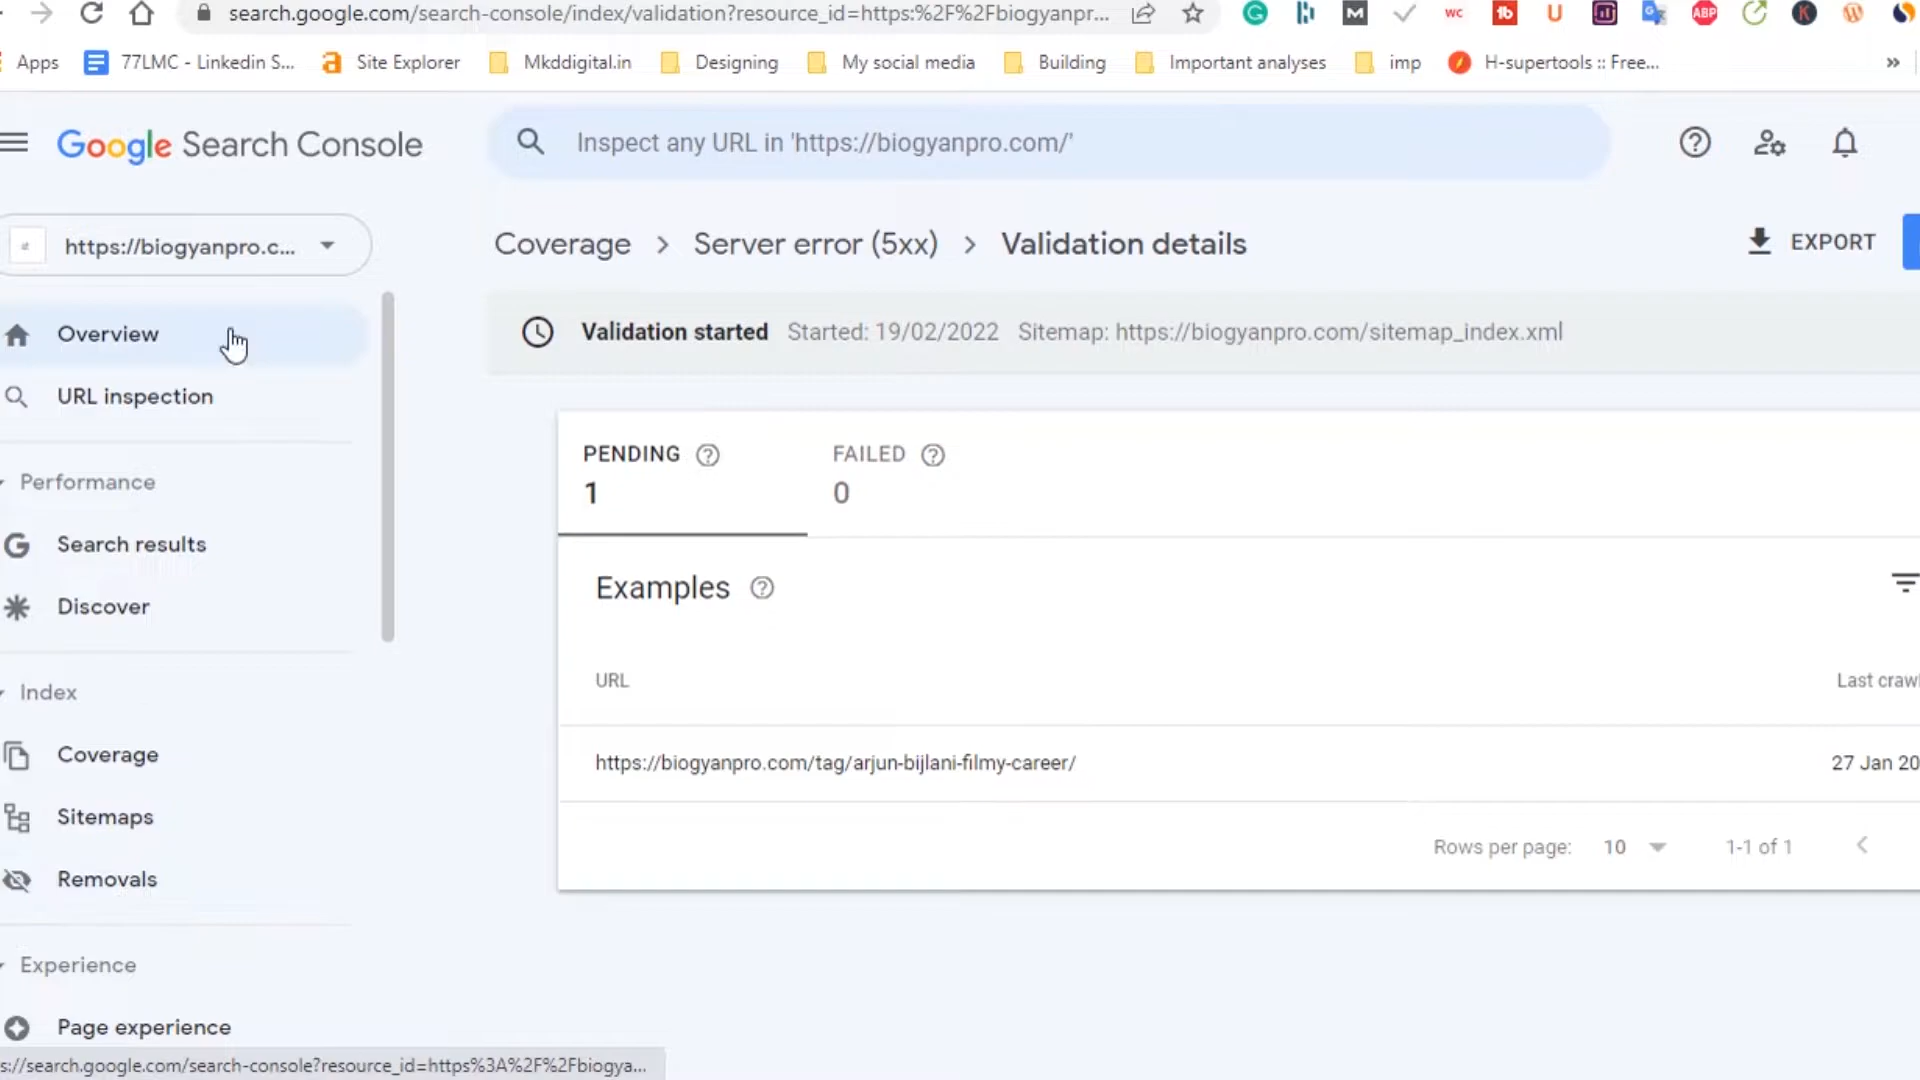 search.google.com/search-console/index/validation?resource_id=https:%2F%2Fbiogyanpr...
Apps
77LMC - Linkedin S...
Site Explorer
Mkddigital.in
Designing
My social media
Building
Important analyses
imp
H-supertools :: Free...
»
Google Search Console
Inspect any URL in 'https://biogyanpro.com/'
https://biogyanpro.c...
Coverage > Server error (5xx) > Validation details
EXPORT
Validation started Started: 19/02/2022 Sitemap: https://biogyanpro.com/sitemap_index.xml
Overview
URL inspection
Performance
Search results
Discover
Index
Coverage
Sitemaps
Removals
Experience
Page experience
PENDING
1
FAILED
0
Examples
URL
Last crawl
https://biogyanpro.com/tag/arjun-bijlani-filmy-career/
27 Jan 20
Rows per page: 10
1-1 of 1
s://search.google.com/search-console?resource_id=https%3A%2F%2Fbiogya...